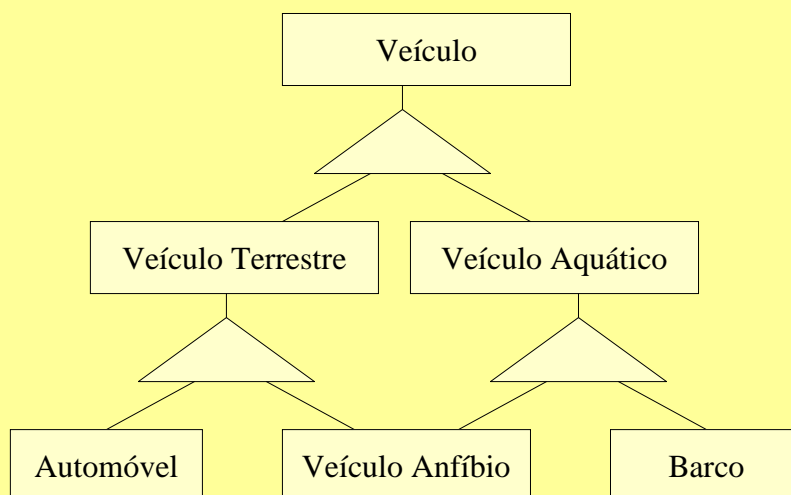 Veículo
Veículo Terrestre
Veículo Aquático
Automóvel
Veículo Anfíbio
Barco